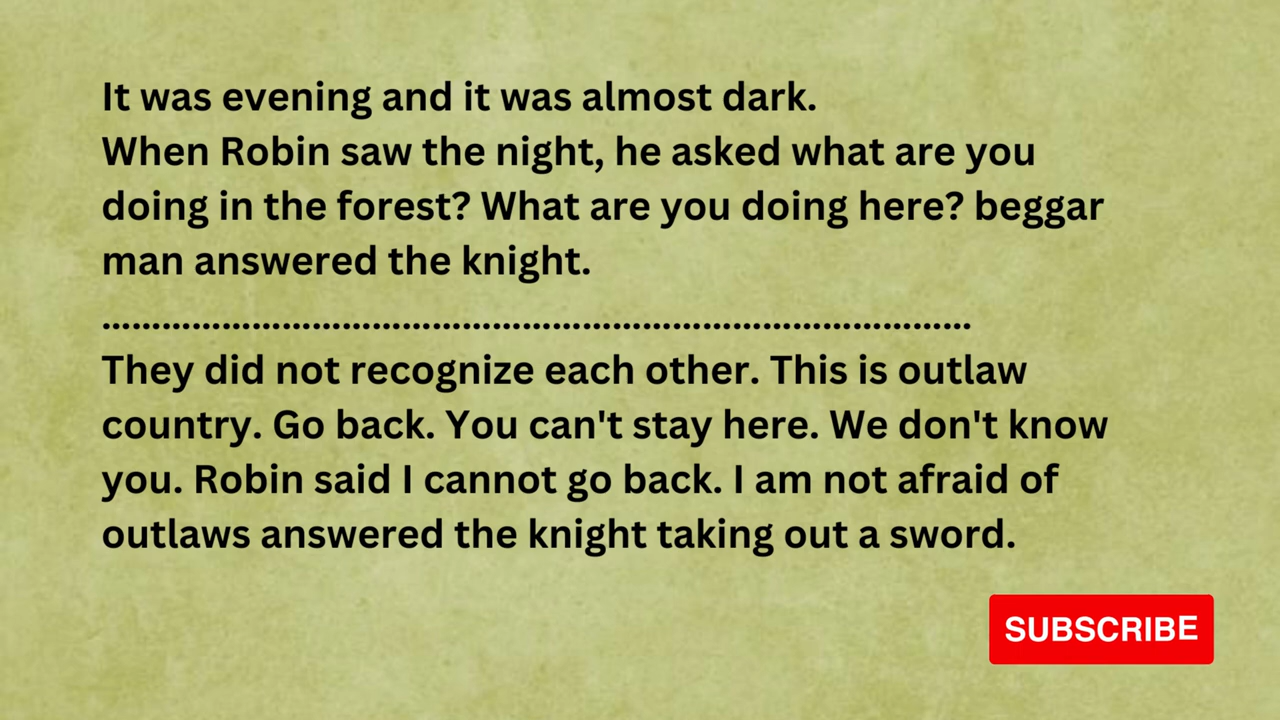 It was evening and it was almost dark.
When Robin saw the night, he asked what are you
doing in the forest? What are you doing here? beggar
man answered the knight.
................................................................................................
They did not recognize each other. This is outlaw
country. Go back. You can't stay here. We don't know
you. Robin said I cannot go back. I am not afraid of
outlaws answered the knight taking out a sword.
SUBSCRIBE